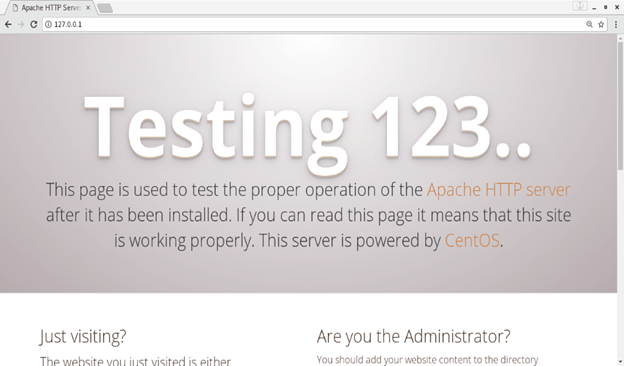 Apache HTTP Server
127.0.0.1
Testing 123..
This page is used to test the proper operation of the Apache HTTP server
after it has been installed. If you can read this page it means that this site
is working properly. This server is powered by CentOS.
Just visiting?
The website you just visited is either
Are you the Administrator?
You should add your website content to the directory